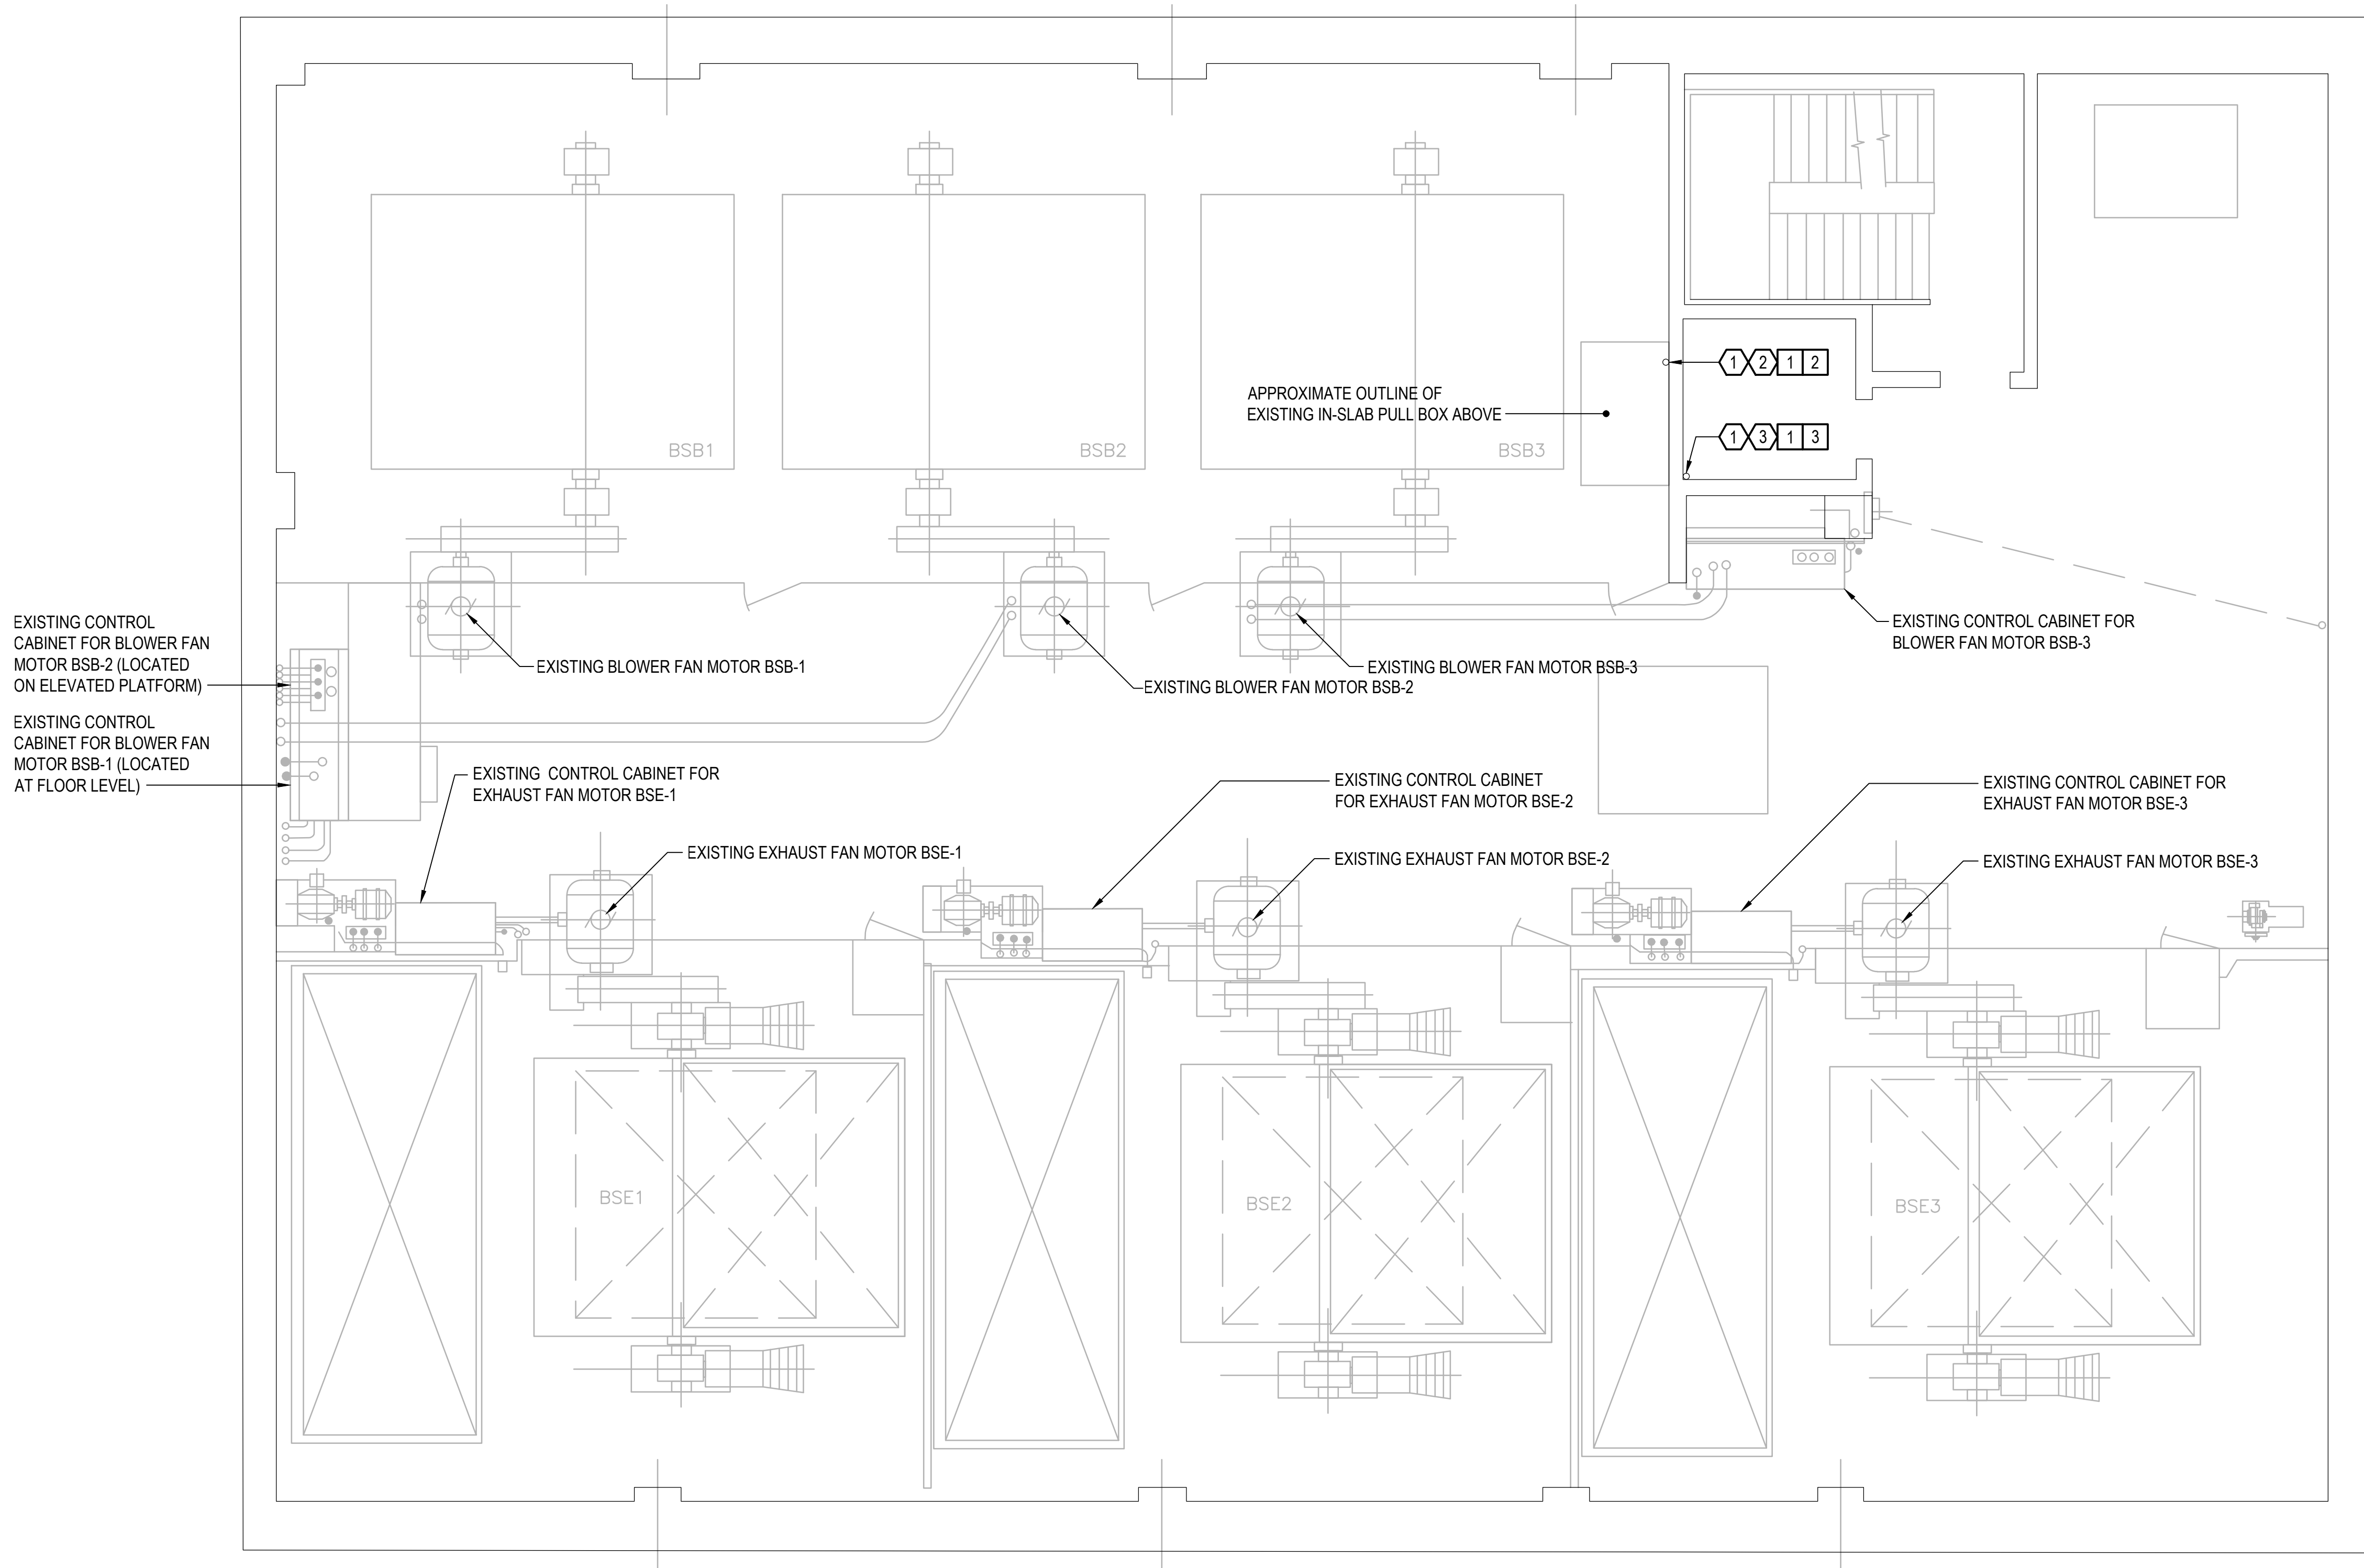 1 2 1 2
APPROXIMATE OUTLINE OF
EXISTING IN-SLAB PULL BOX ABOVE
1 3 1 3
BSB1
BSB2
BSB3
EXISTING CONTROL
CABINET FOR BLOWER FAN
MOTOR BSB-2 (LOCATED
ON ELEVATED PLATFORM)
EXISTING CONTROL CABINET FOR
BLOWER FAN MOTOR BSB-3
EXISTING BLOWER FAN MOTOR BSB-1
EXISTING BLOWER FAN MOTOR BSB-3
EXISTING BLOWER FAN MOTOR BSB-2
EXISTING CONTROL
CABINET FOR BLOWER FAN
MOTOR BSB-1 (LOCATED
AT FLOOR LEVEL)
EXISTING CONTROL CABINET FOR
EXHAUST FAN MOTOR BSE-1
EXISTING CONTROL CABINET
FOR EXHAUST FAN MOTOR BSE-2
EXISTING CONTROL CABINET FOR
EXHAUST FAN MOTOR BSE-3
EXISTING EXHAUST FAN MOTOR BSE-1
EXISTING EXHAUST FAN MOTOR BSE-2
EXISTING EXHAUST FAN MOTOR BSE-3
BSE1
BSE2
BSE3